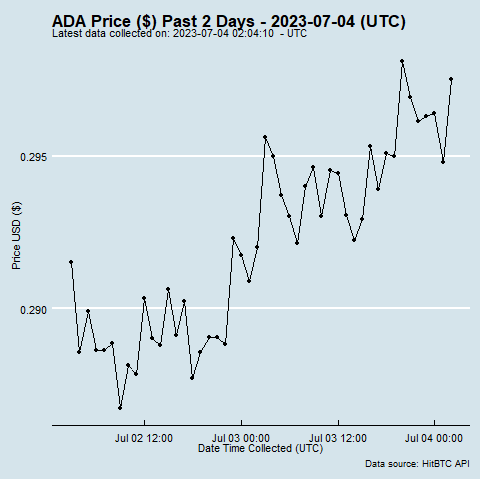 ADA Price ($) Past 2 Days - 2023-07-04 (UTC)
Latest data collected on: 2023-07-04 02:04:10  - UTC
0.295
Price USD ($)
0.290
Jul 02 12:00 Jul 03 00:00 Jul 03 12:00 Jul 04 00:00
Date Time Collected (UTC)
Data source: HitBTC API